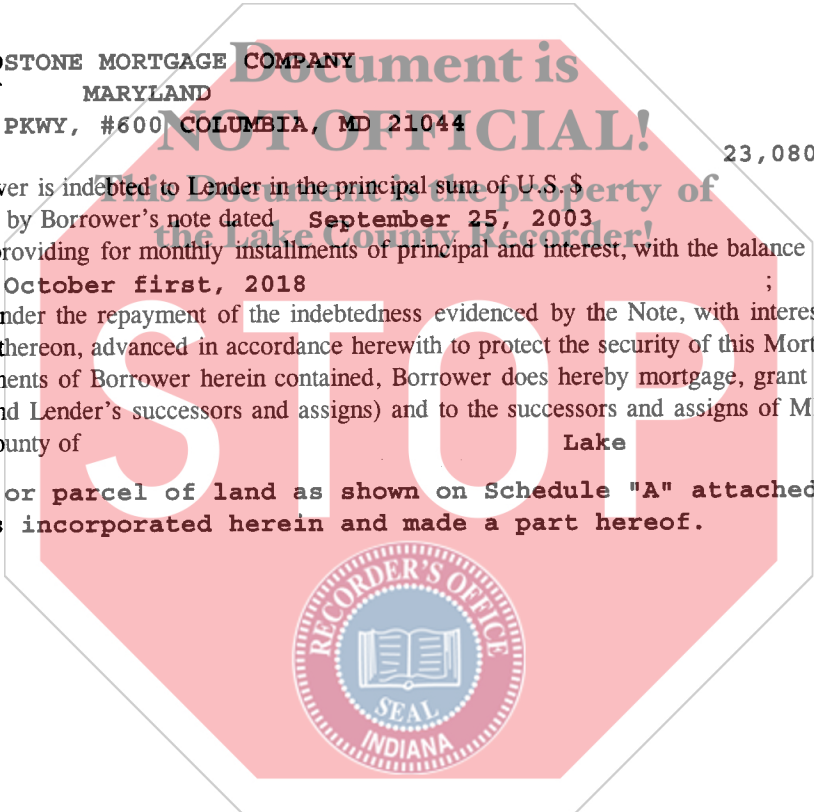 STONE MORTGAGE COMPANY
MARYLAND
PKWY, #600 COLUMBIA, MD 21044
23,080
ver is indebted to Lender in the principal sum of U.S. $
by Borrower's note dated September 25, 2003
roviding for monthly installments of principal and interest, with the balance
October first, 2018 ;
nder the repayment of the indebtedness evidenced by the Note, with interes
thereon, advanced in accordance herewith to protect the security of this Mort
nents of Borrower herein contained, Borrower does hereby mortgage, grant
nd Lender's successors and assigns) and to the successors and assigns of M
ounty of Lake
or parcel of land as shown on Schedule "A" attached
s incorporated herein and made a part hereof.
Document is
NOT OFFICIAL!
This Document is the property of
the Lake County Recorder!
STOP
RECORDER'S OFFICE
SEAL
INDIANA